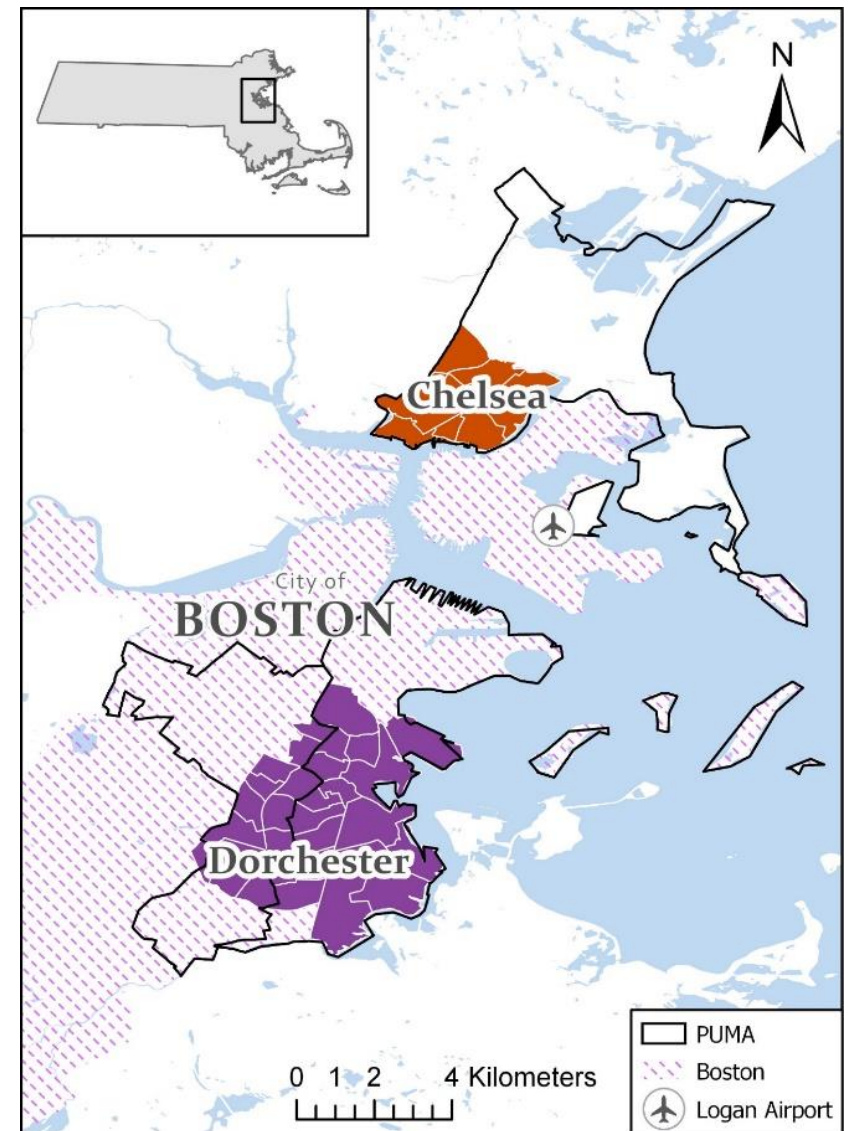 N
Chelsea
City of
BOSTON
Dorchester
0 1 2 4 Kilometers
PUMA
Boston
Logan Airport